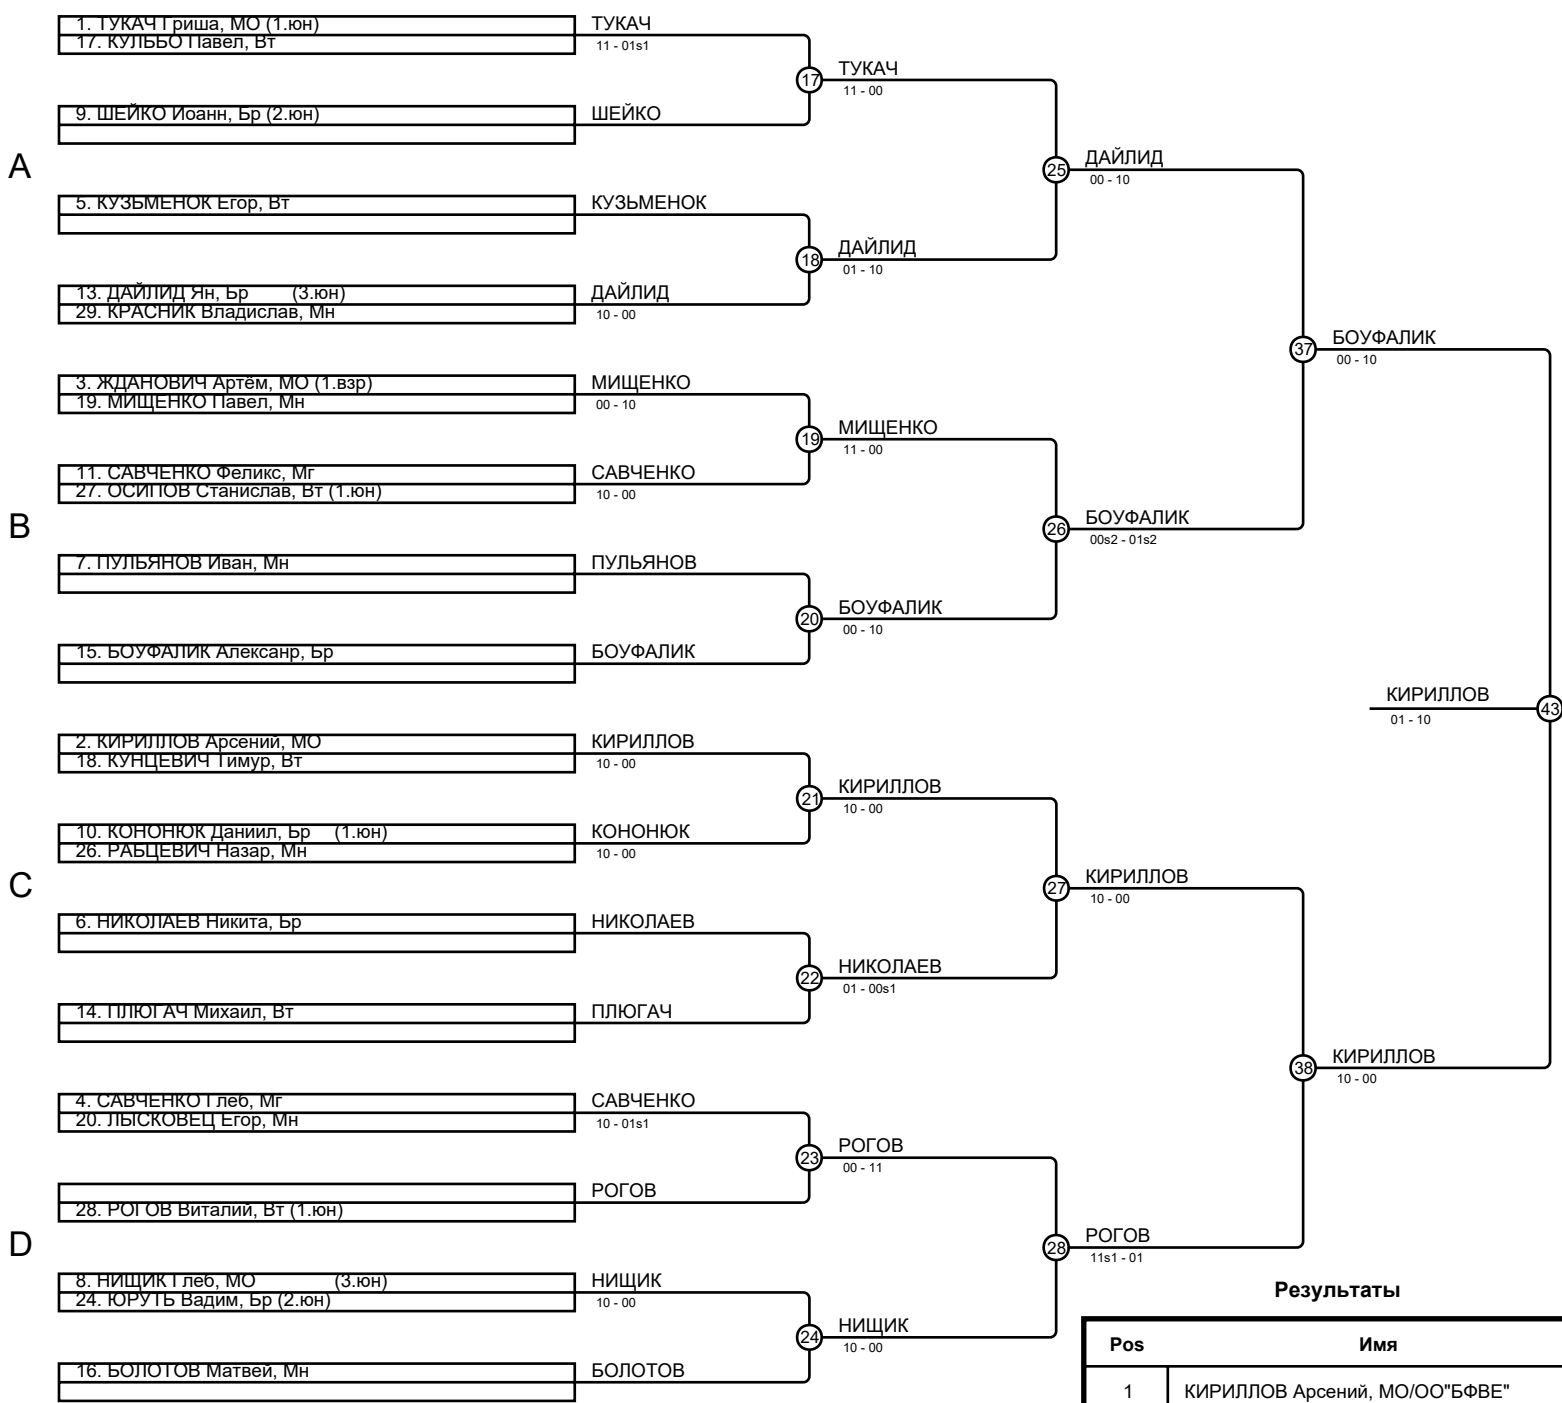 1. ТУКАЧ Гриша, МО (1.юн)
17. КУЛЬБО Павел, Вт
ТУКАЧ
11 - 01s1
17
ТУКАЧ
11 - 00
9. ШЕЙКО Иоанн, Бр (2.юн)
ШЕЙКО
A
25
ДАЙЛИД
00 - 10
5. КУЗЬМЕНОК Егор, Вт
КУЗЬМЕНОК
18
ДАЙЛИД
01 - 10
13. ДАЙЛИД Ян, Бр (3.юн)
29. КРАСНИК Владислав, Мн
ДАЙЛИД
10 - 00
37
БОУФАЛИК
00 - 10
3. ЖДАНОВИЧ Артём, МО (1.взр)
19. МИЩЕНКО Павел, Мн
МИЩЕНКО
00 - 10
19
МИЩЕНКО
11 - 00
11. САВЧЕНКО Феликс, Мг
27. ОСИПОВ Станислав, Вт (1.юн)
САВЧЕНКО
10 - 00
B
26
БОУФАЛИК
00s2 - 01s2
7. ПУЛЬЯНОВ Иван, Мн
ПУЛЬЯНОВ
20
БОУФАЛИК
00 - 10
15. БОУФАЛИК Алексанр, Бр
БОУФАЛИК
КИРИЛЛОВ
01 - 10
43
2. КИРИЛЛОВ Арсений, МО
18. КУНЦЕВИЧ Тимур, Вт
КИРИЛЛОВ
10 - 00
21
КИРИЛЛОВ
10 - 00
10. КОНОНЮК Даниил, Бр (1.юн)
26. РАБЦЕВИЧ Назар, Мн
КОНОНЮК
10 - 00
C
27
КИРИЛЛОВ
10 - 00
6. НИКОЛАЕВ Никита, Бр
НИКОЛАЕВ
22
НИКОЛАЕВ
01 - 00s1
14. ПЛЮГАЧ Михаил, Вт
ПЛЮГАЧ
38
КИРИЛЛОВ
10 - 00
4. САВЧЕНКО Глеб, Мг
20. ЛЫСКОВЕЦ Егор, Мн
САВЧЕНКО
10 - 01s1
23
РОГОВ
00 - 11
28. РОГОВ Виталий, Вт (1.юн)
РОГОВ
D
28
РОГОВ
11s1 - 01
8. НИЩИК Глеб, МО (3.юн)
24. ЮРУТЬ Вадим, Бр (2.юн)
НИЩИК
10 - 00
24
НИЩИК
10 - 00
16. БОЛОТОВ Матвей, Мн
БОЛОТОВ
Результаты
Pos Имя
1 КИРИЛЛОВ Арсений, МО/ОО"БФВЕ"